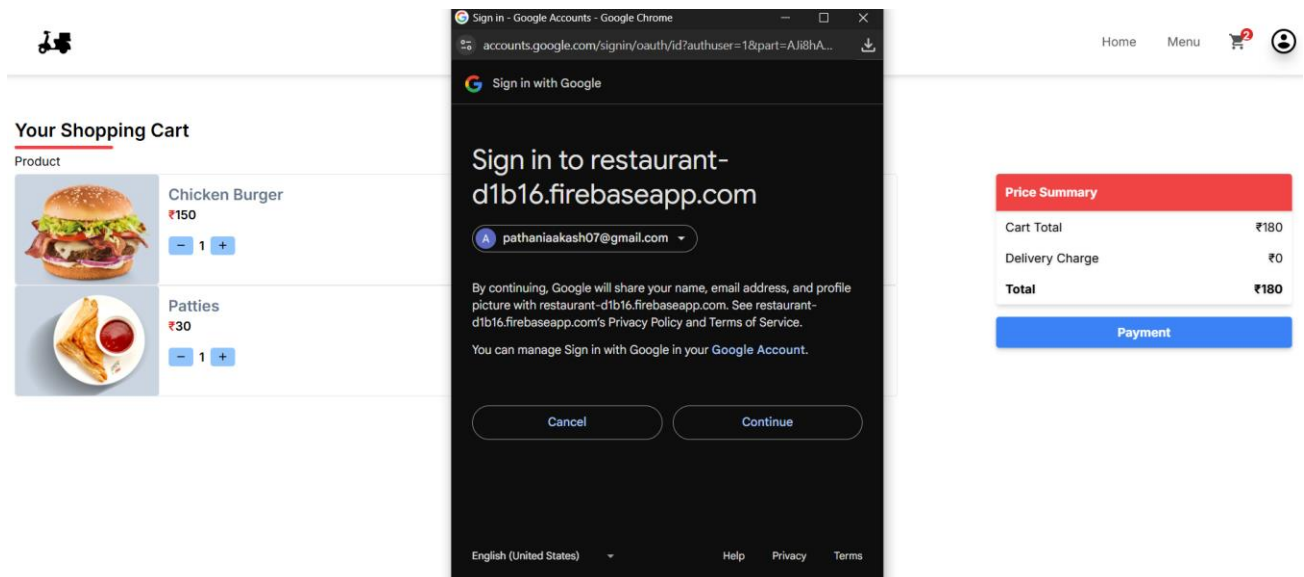 Sign in - Google Accounts - Google Chrome
accounts.google.com/signin/oauth/id?authuser=1&part=AJi8hA...
Sign in with Google
Home Menu 2
Your Shopping Cart
Product
Chicken Burger
₹150
− 1 +
Patties
₹30
− 1 +
Sign in to restaurant-
d1b16.firebaseapp.com
A pathaniaakash07@gmail.com
By continuing, Google will share your name, email address, and profile
picture with restaurant-d1b16.firebaseapp.com. See restaurant-
d1b16.firebaseapp.com's Privacy Policy and Terms of Service.
You can manage Sign in with Google in your Google Account.
Cancel Continue
English (United States) Help Privacy Terms
Price Summary
Cart Total ₹180
Delivery Charge ₹0
Total ₹180
Payment